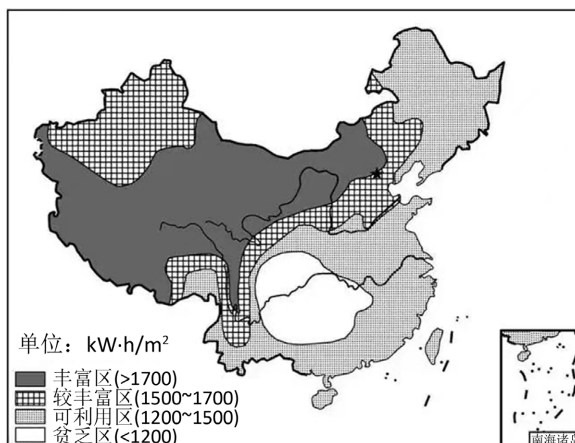 单位：kW·h/m²
丰富区(>1700)
较丰富区(1500~1700)
可利用区(1200~1500)
贫乏区(<1200)
南海诸岛